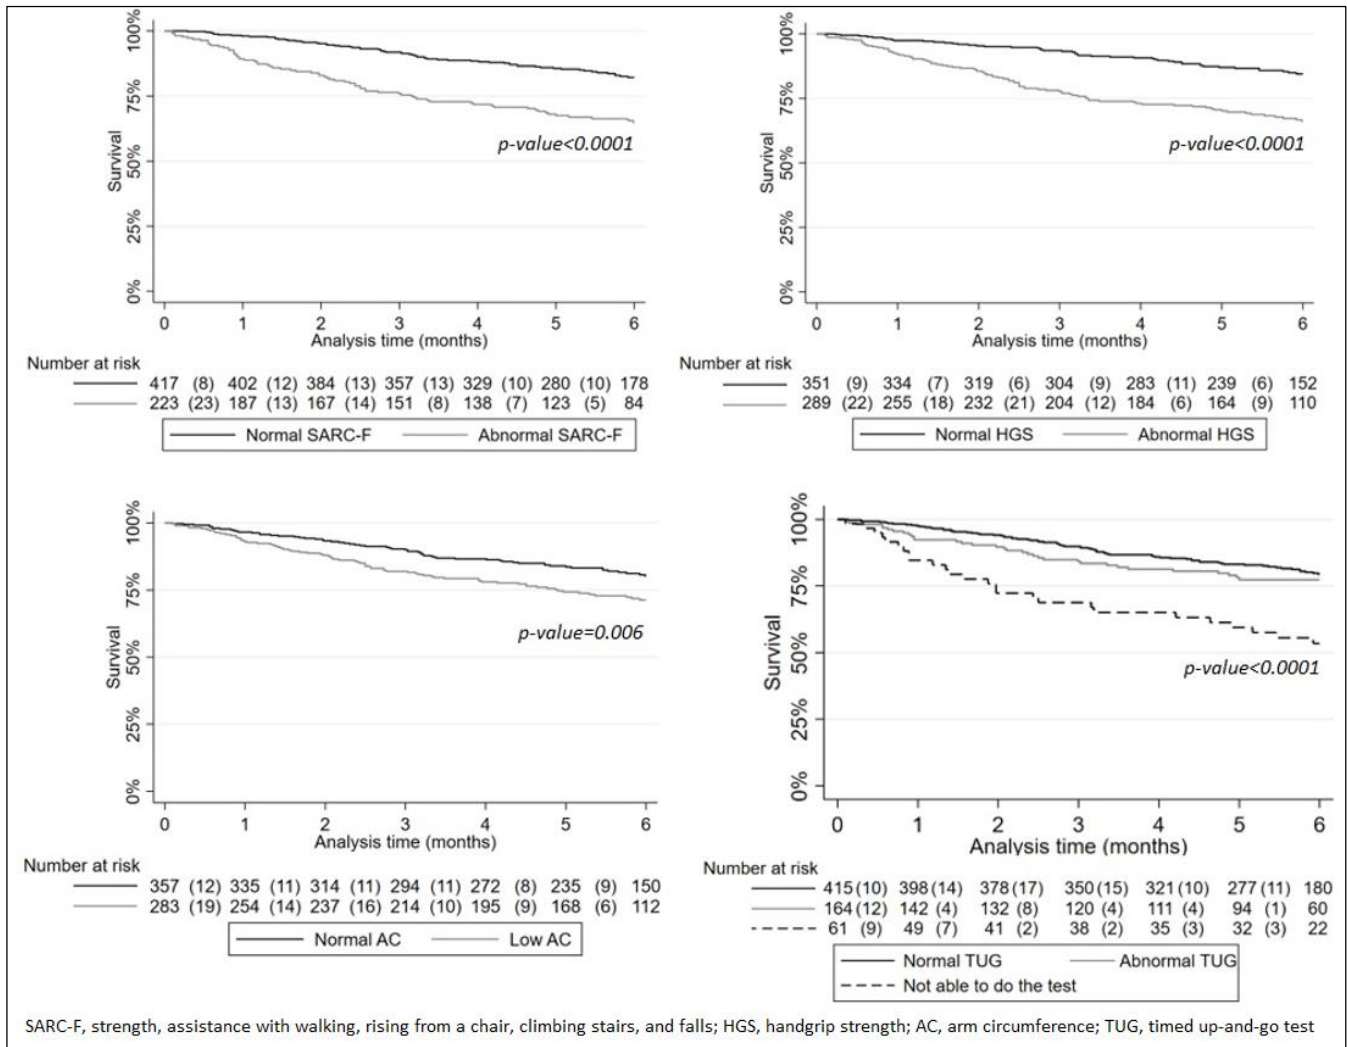 100%
75%
50%
25%
0%
Survival
p-value<0.0001
0 1 2 3 4 5 6
Analysis time (months)
Number at risk
417 (8) 402 (12) 384 (13) 357 (13) 329 (10) 280 (10) 178
223 (23) 187 (13) 167 (14) 151 (8) 138 (7) 123 (5) 84
Normal SARC-F Abnormal SARC-F
100%
75%
50%
25%
0%
Survival
p-value<0.0001
0 1 2 3 4 5 6
Analysis time (months)
Number at risk
351 (9) 334 (7) 319 (6) 304 (9) 283 (11) 239 (6) 152
289 (22) 255 (18) 232 (21) 204 (12) 184 (6) 164 (9) 110
Normal HGS Abnormal HGS
100%
75%
50%
25%
0%
Survival
p-value=0.006
0 1 2 3 4 5 6
Analysis time (months)
Number at risk
357 (12) 335 (11) 314 (11) 294 (11) 272 (8) 235 (9) 150
283 (19) 254 (14) 237 (16) 214 (10) 195 (9) 168 (6) 112
Normal AC Low AC
100%
75%
50%
25%
0%
Survival
p-value<0.0001
0 1 2 3 4 5 6
Analysis time (months)
Number at risk
415 (10) 398 (14) 378 (17) 350 (15) 321 (10) 277 (11) 180
164 (12) 142 (4) 132 (8) 120 (4) 111 (4) 94 (1) 60
61 (9) 49 (7) 41 (2) 38 (2) 35 (3) 32 (3) 22
Normal TUG Abnormal TUG
Not able to do the test
SARC-F, strength, assistance with walking, rising from a chair, climbing stairs, and falls; HGS, handgrip strength; AC, arm circumference; TUG, timed up-and-go test